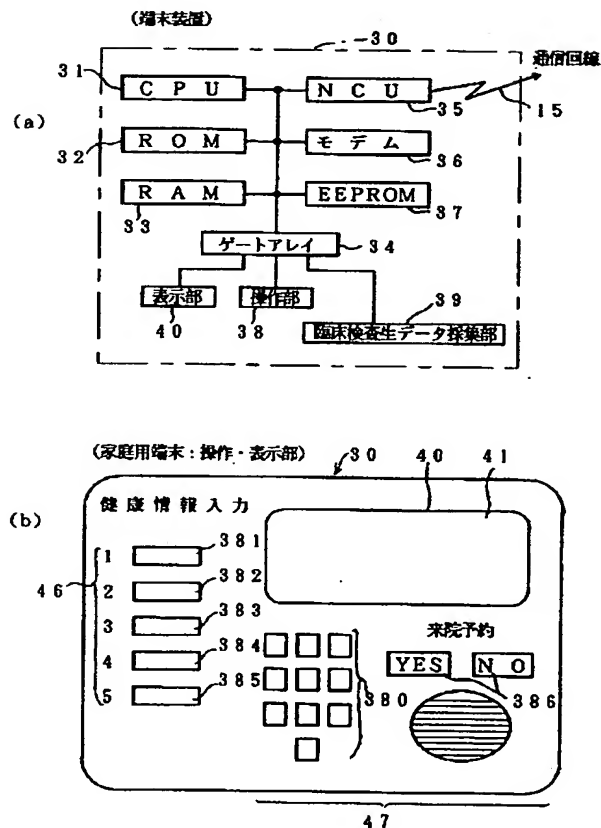 (端末装置)
30
31
CPU
NCU
通信回線
35
15
(a)
ROM
モデム
32
36
RAM
EEPROM
33
37
ゲートアレイ
34
表示部
操作部
39
40
38
臨床検査生データ採集部
(家庭用端末:操作・表示部)
30
40
41
(b)
健康情報入力
1
381
2
382
46
3
383
来院予約
4
384
YES
NO
5
385
380
386
47